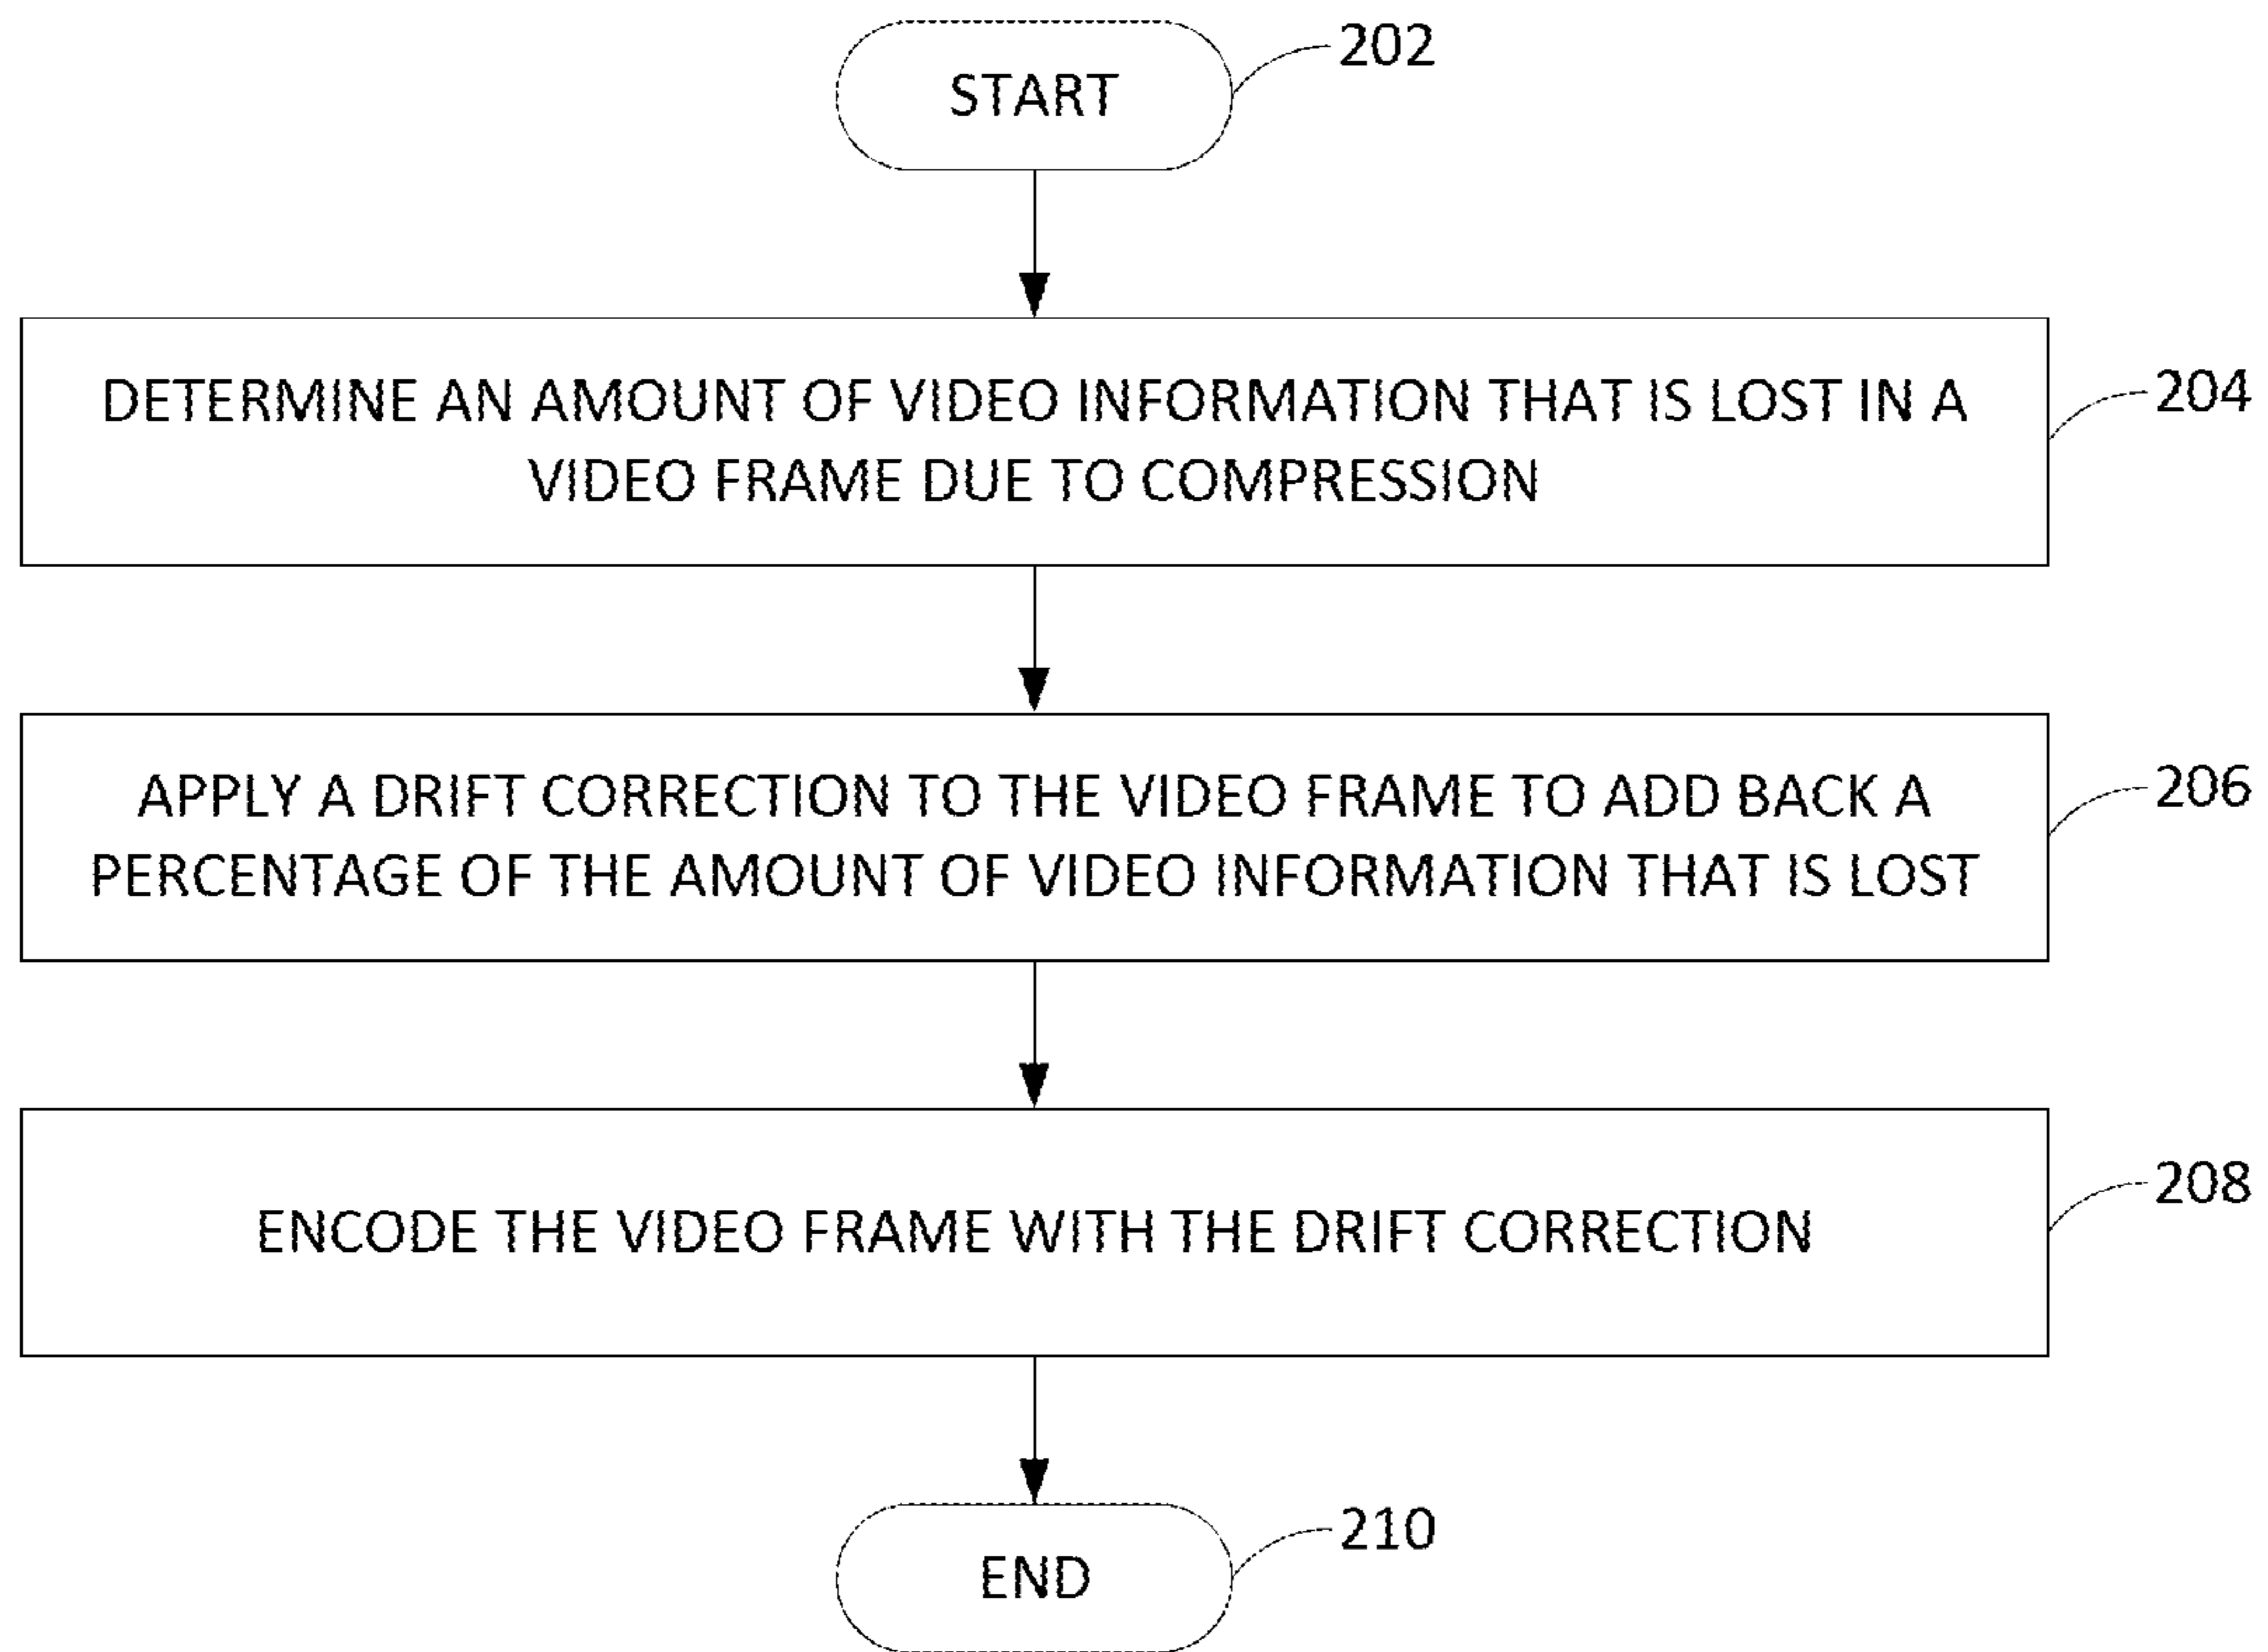 START
202
DETERMINE AN AMOUNT OF VIDEO INFORMATION THAT IS LOST IN A
VIDEO FRAME DUE TO COMPRESSION
204
APPLY A DRIFT CORRECTION TO THE VIDEO FRAME TO ADD BACK A
PERCENTAGE OF THE AMOUNT OF VIDEO INFORMATION THAT IS LOST
206
ENCODE THE VIDEO FRAME WITH THE DRIFT CORRECTION
208
END
210